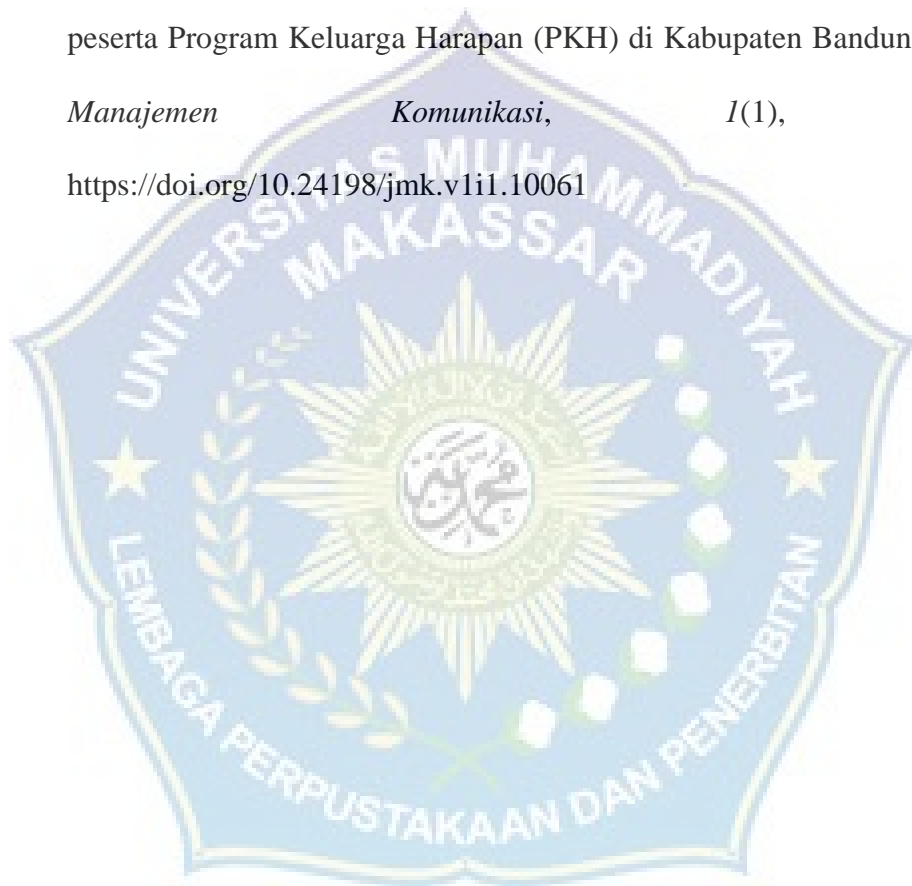 peserta Program Keluarga Harapan (PKH) di Kabupaten Bandun
Manajemen Komunikasi, 1(1),
https://doi.org/10.24198/jmk.v1i1.10061
UNIVERSITAS MUHAMMADIYAH
MAKASSAR
LEMBAGA PERPUSTAKAAN DAN PENERBITAN